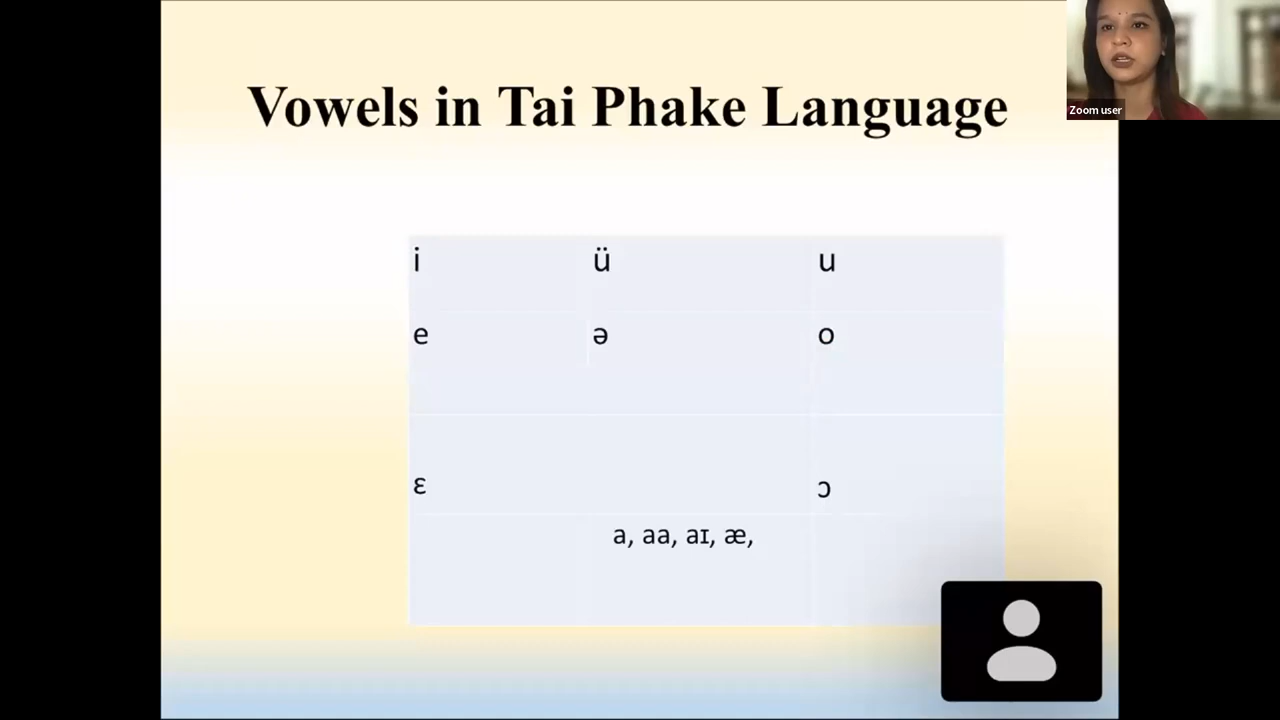 Zoom user
Vowels in Tai Phake Language
i ü u
e ə o
ɛ ɔ
a, aa, aɪ, æ,